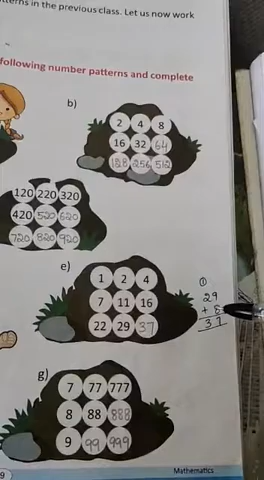 tterns in the previous class. Let us now work
following number patterns and complete
b)
2 4 8
16 32 64
128 256 512
120 220 320
420 520 620
720 820 920
e)
1 2 4
7 11 16
22 29 37
1
29
+ 8
37
g)
7 77 777
8 88 888
9 99 999
9
Mathematics